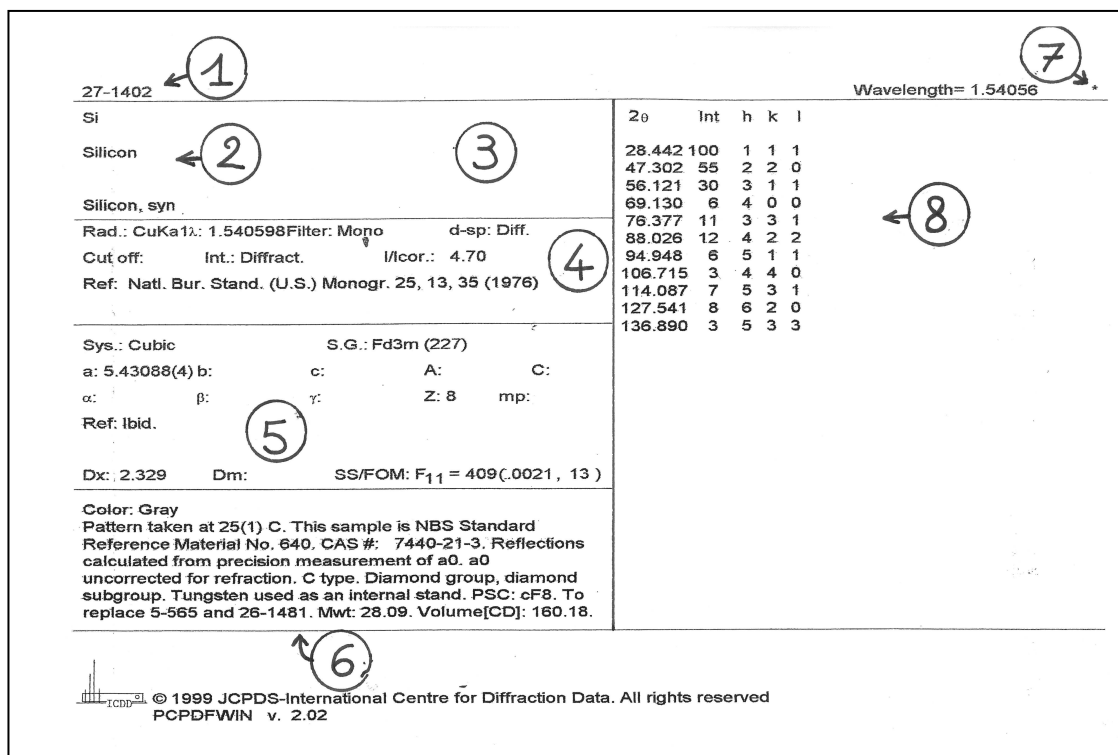 1
7
27-1402
Wavelength= 1.54056 *
Si
2
Silicon
3
Silicon, syn
Rad.: CuKa1λ: 1.540598Filter: Mono d-sp: Diff.
Cut off: Int.: Diffract. I/Icor.: 4.70
4
Ref: Natl. Bur. Stand. (U.S.) Monogr. 25, 13, 35 (1976)
Sys.: Cubic S.G.: Fd3m (227)
a: 5.43088(4) b: c: A: C:
α: β: γ: Z: 8 mp:
Ref: Ibid.
5
Dx: 2.329 Dm: SS/FOM: F11 = 409(.0021, 13 )
Color: Gray
Pattern taken at 25(1) C. This sample is NBS Standard
Reference Material No. 640. CAS #: 7440-21-3. Reflections
calculated from precision measurement of a0. a0
uncorrected for refraction. C type. Diamond group, diamond
subgroup. Tungsten used as an internal stand. PSC: cF8. To
replace 5-565 and 26-1481. Mwt: 28.09. Volume[CD]: 160.18.
6
2θ Int h k l
28.442 100 1 1 1
47.302 55 2 2 0
56.121 30 3 1 1
69.130 6 4 0 0
76.377 11 3 3 1
88.026 12 4 2 2
94.948 6 5 1 1
106.715 3 4 4 0
114.087 7 5 3 1
127.541 8 6 2 0
136.890 3 5 3 3
8
ICDD © 1999 JCPDS-International Centre for Diffraction Data. All rights reserved
PCPDFWIN v. 2.02